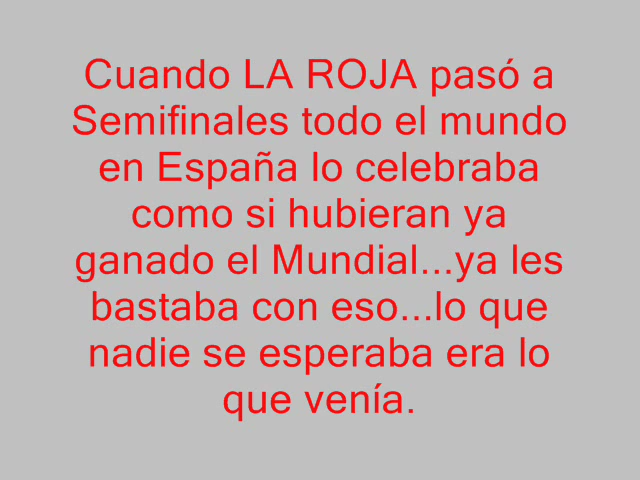 Cuando LA ROJA pasó a
Semifinales todo el mundo
en España lo celebraba
como si hubieran ya
ganado el Mundial...ya les
bastaba con eso...lo que
nadie se esperaba era lo
que venía.